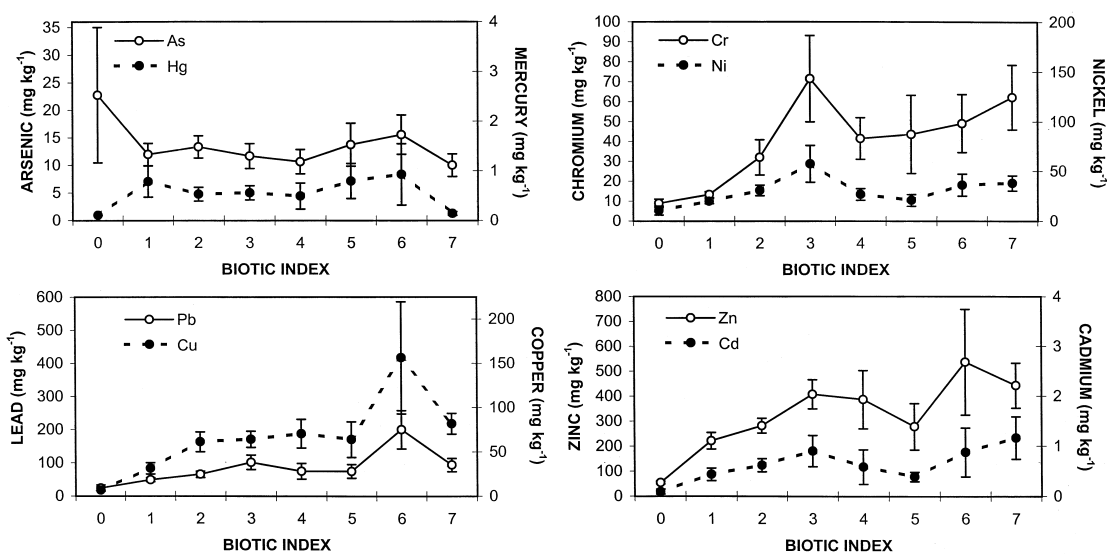 35
30
25
20
15
10
5
0
ARSENIC (mg kg-1)
As
Hg
4
3
2
1
0
MERCURY (mg kg-1)
0 1 2 3 4 5 6 7
BIOTIC INDEX
100
90
80
70
60
50
40
30
20
10
0
CHROMIUM (mg kg-1)
Cr
Ni
200
150
100
50
0
NICKEL (mg kg-1)
0 1 2 3 4 5 6 7
BIOTIC INDEX
600
500
400
300
200
100
0
LEAD (mg kg-1)
Pb
Cu
200
150
100
50
0
COPPER (mg kg-1)
0 1 2 3 4 5 6 7
BIOTIC INDEX
800
700
600
500
400
300
200
100
0
ZINC (mg kg-1)
Zn
Cd
4
3
2
1
0
CADMIUM (mg kg-1)
0 1 2 3 4 5 6 7
BIOTIC INDEX